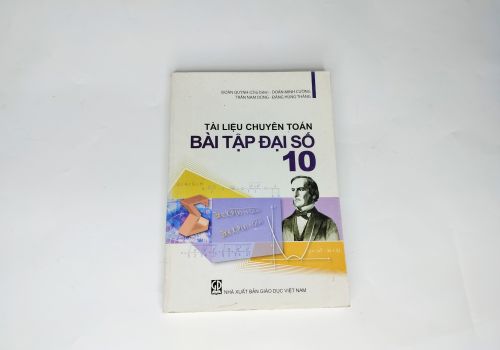 ĐOÀN QUỲNH (Chủ biên) - DOÃN MINH CƯỜNG
TRẦN NAM DŨNG - ĐẶNG HÙNG THẮNG
TÀI LIỆU CHUYÊN TOÁN
BÀI TẬP ĐẠI SỐ
10
NHÀ XUẤT BẢN GIÁO DỤC VIỆT NAM